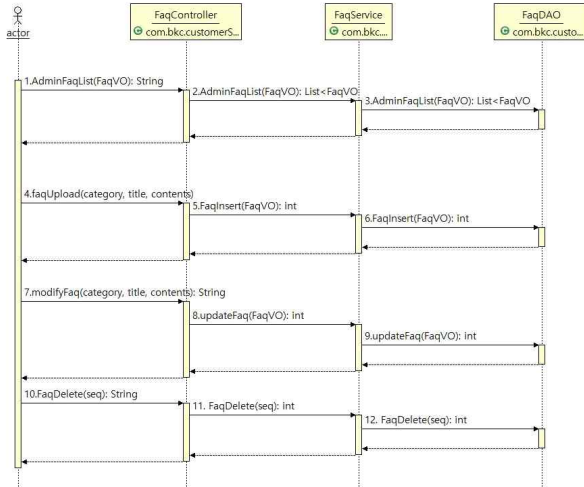 actor
FaqController
com.bkc.customerS...
FaqService
com.bkc....
FaqDAO
com.bkc.custo...
1.AdminFaqList(FaqVO): String
2.AdminFaqList(FaqVO): List<FaqVO
3.AdminFaqList(FaqVO): List<FaqVO
4.faqUpload(category, title, contents)
5.FaqInsert(FaqVO): int
6.FaqInsert(FaqVO): int
7.modifyFaq(category, title, contents): String
8.updateFaq(FaqVO): int
9.updateFaq(FaqVO): int
10.FaqDelete(seq): String
11. FaqDelete(seq): int
12. FaqDelete(seq): int